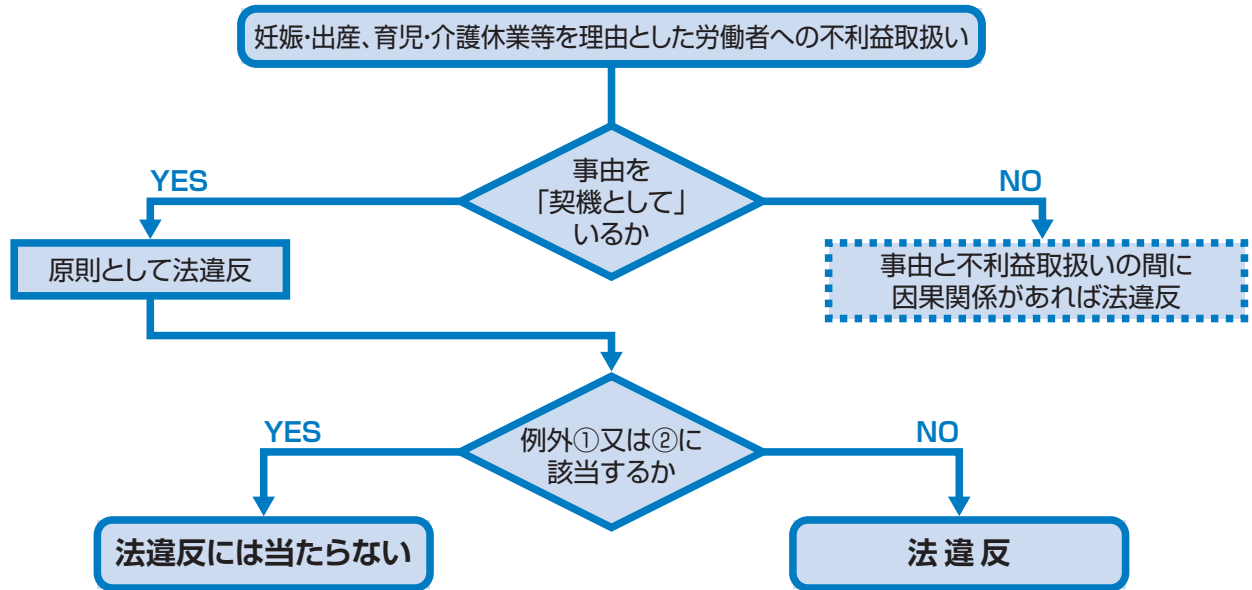 妊娠・出産、育児・介護休業等を理由とした労働者への不利益取扱い
事由を
「契機として」
いるか
YES
NO
原則として法違反
事由と不利益取扱いの間に
因果関係があれば法違反
例外①又は②に
該当するか
YES
NO
法違反には当たらない
法違反